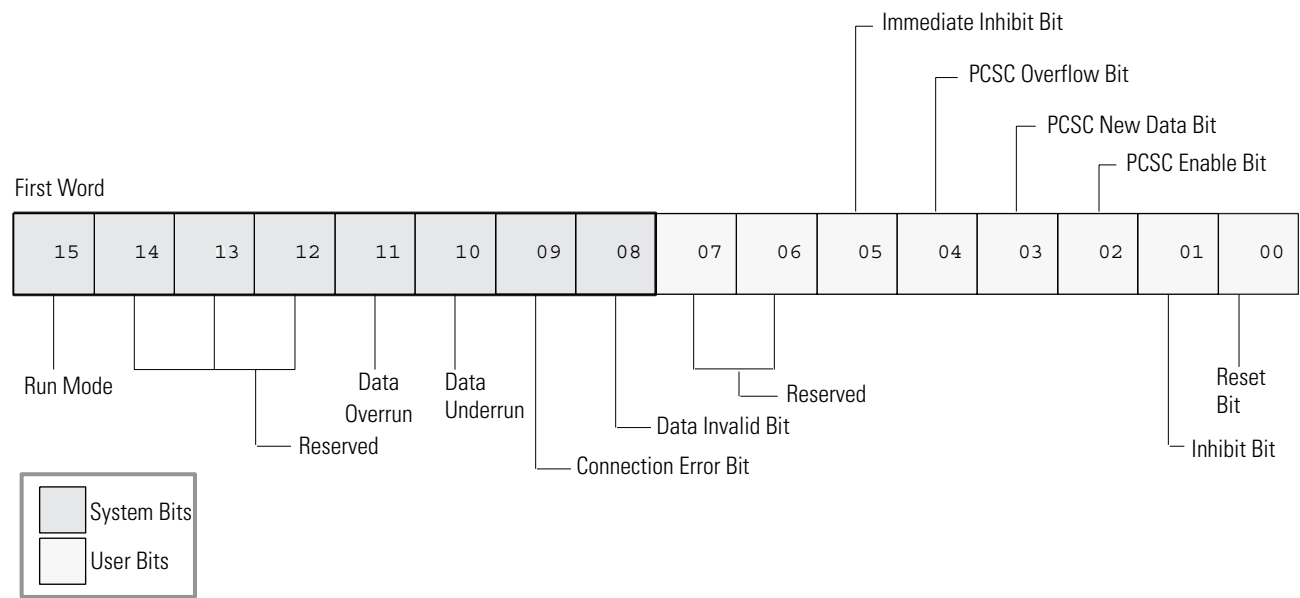 Immediate Inhibit Bit
PCSC Overflow Bit
PCSC New Data Bit
PCSC Enable Bit
First Word
15 14 13 12 11 10 09 08 07 06 05 04 03 02 01 00
Run Mode
Reserved
Data
Overrun
Data
Underrun
Connection Error Bit
Data Invalid Bit
Reserved
Reset
Bit
Inhibit Bit
System Bits
User Bits